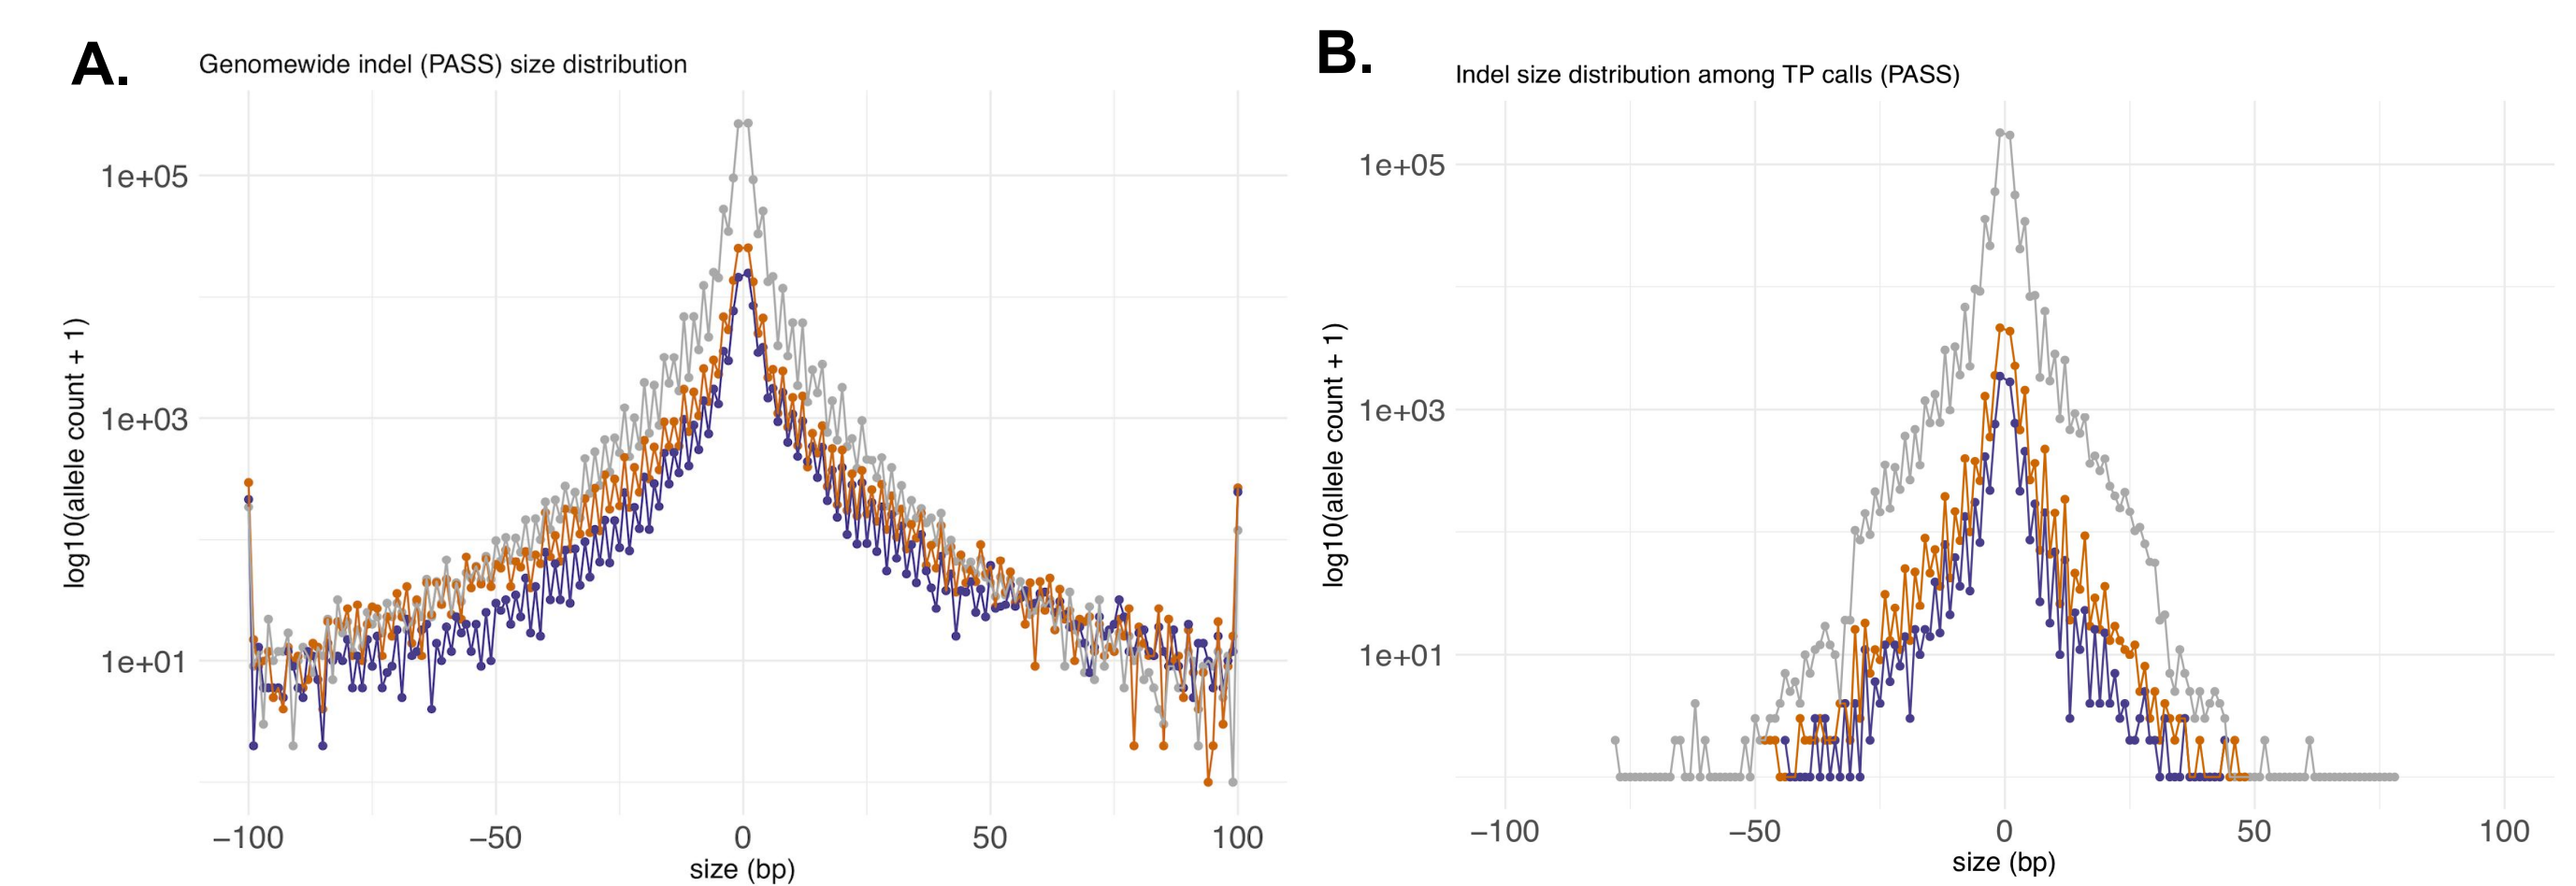 A.
Genomewide indel (PASS) size distribution
log10(allele count + 1)
1e+05
1e+03
1e+01
−100
−50
0
50
100
size (bp)
B.
Indel size distribution among TP calls (PASS)
log10(allele count + 1)
1e+05
1e+03
1e+01
−100
−50
0
50
100
size (bp)